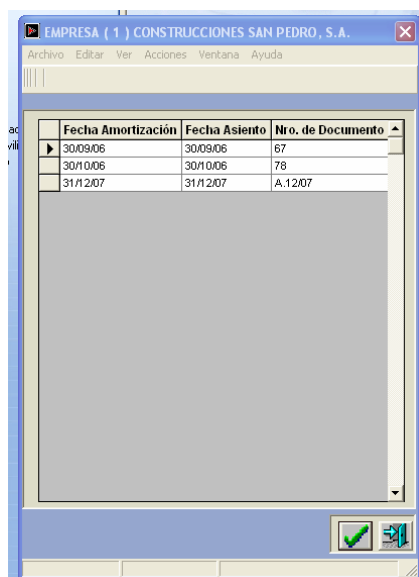 EMPRESA ( 1 ) CONSTRUCCIONES SAN PEDRO, S.A.
Archivo Editar Ver Acciones Ventana Ayuda
Fecha Amortización Fecha Asiento Nro. de Documento
30/09/06 30/09/06 67
30/10/06 30/10/06 78
31/12/07 31/12/07 A.12/07